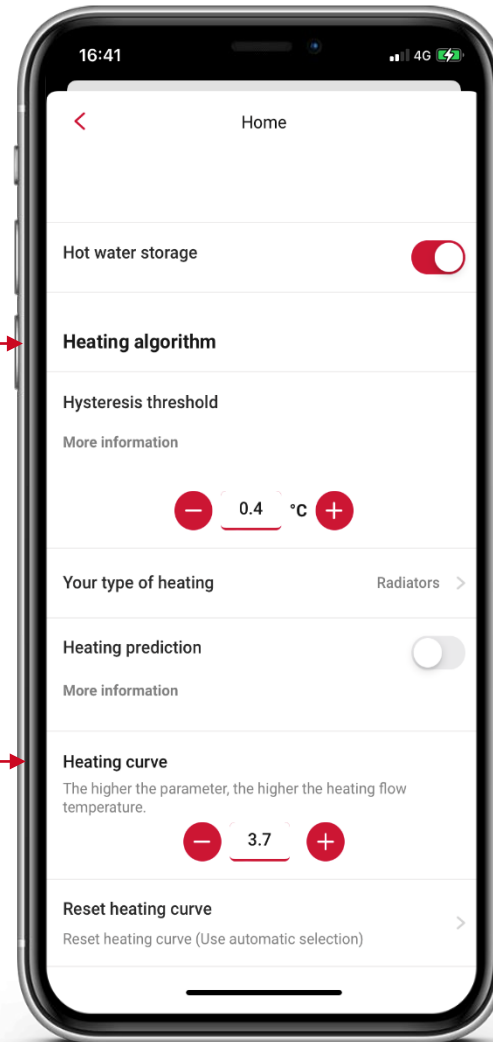 16:41
4G
Home
Hot water storage
Heating algorithm
Hysteresis threshold
More information
0.4 °C
Your type of heating
Radiators
Heating prediction
More information
Heating curve
The higher the parameter, the higher the heating flow
temperature.
3.7
Reset heating curve
Reset heating curve (Use automatic selection)